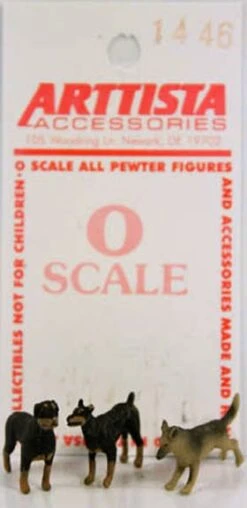 1446
ARTTISTA
ACCESSORIES
105 Woodring Ln. Newark, DE 19702
O SCALE ALL PEWTER FIGURES
AND ACCESSORIES MADE AND IN
COLLECTIBLES NOT FOR CHILDREN •
O
SCALE